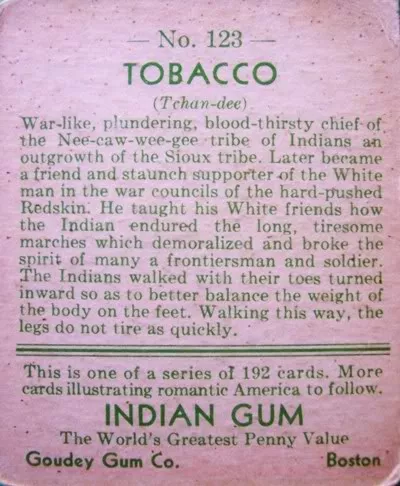 — No. 123 —
TOBACCO
(Tchan-dee)
War-like, plundering, blood-thirsty chief of
the Nee-caw-wee-gee tribe of Indians an
outgrowth of the Sioux tribe. Later became
a friend and staunch supporter of the White
man in the war councils of the hard-pushed
Redskin. He taught his White friends how
the Indian endured the long, tiresome
marches which demoralized and broke the
spirit of many a frontiersman and soldier.
The Indians walked with their toes turned
inward so as to better balance the weight of
the body on the feet. Walking this way, the
legs do not tire as quickly.
This is one of a series of 192 cards. More
cards illustrating romantic America to follow.
INDIAN GUM
The World's Greatest Penny Value
Goudey Gum Co. Boston